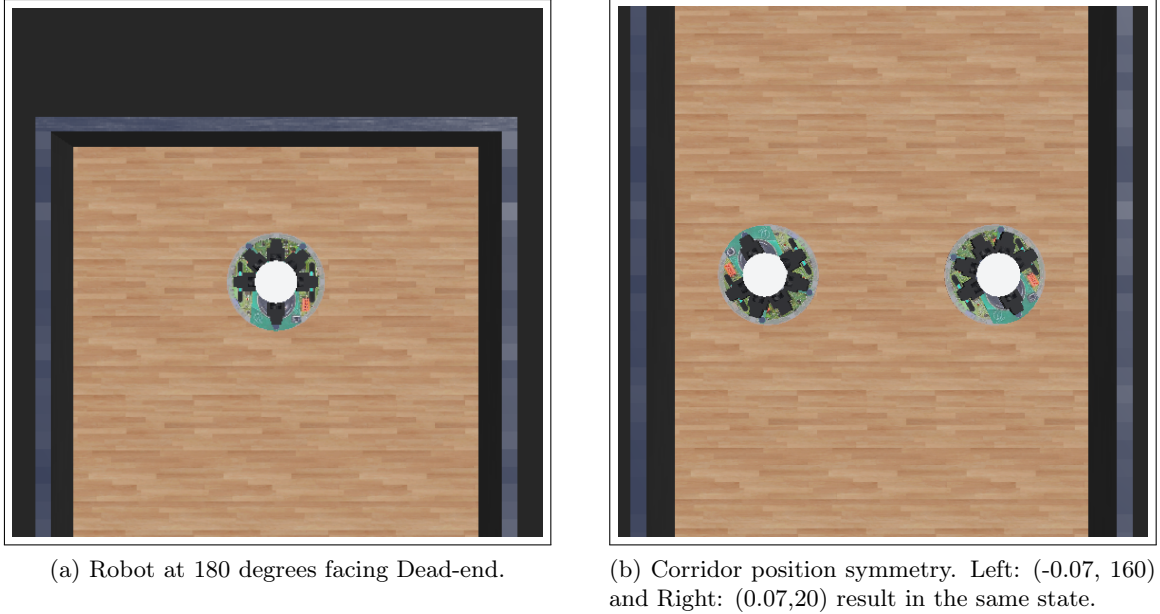 (a) Robot at 180 degrees facing Dead-end.
(b) Corridor position symmetry. Left: (-0.07, 160)
and Right: (0.07,20) result in the same state.